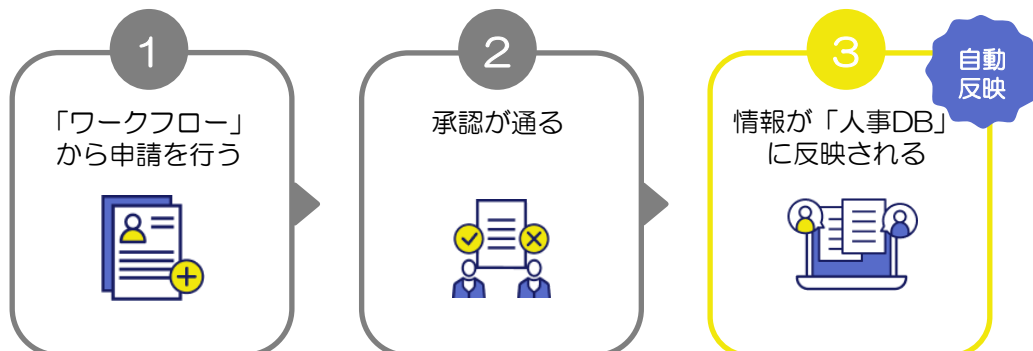 1
「ワークフロー」
から申請を行う
2
承認が通る
3
自動
反映
情報が「人事DB」
に反映される